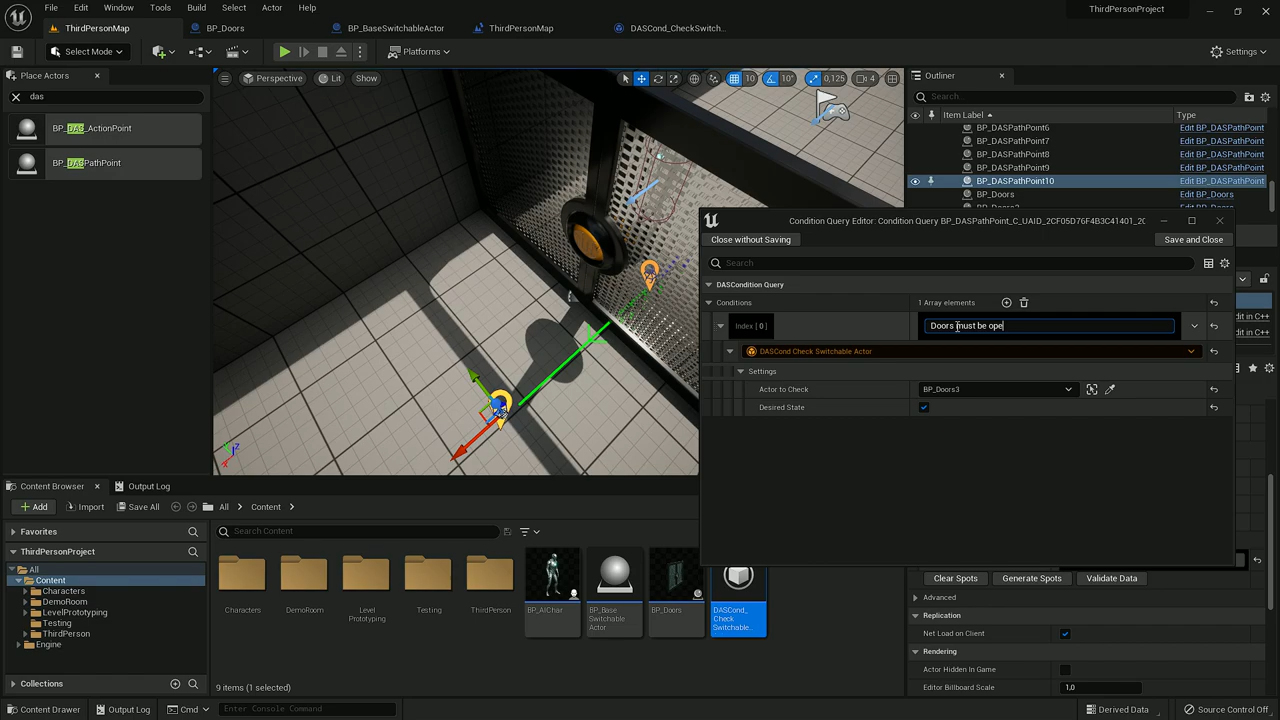 File Edit Window Tools Build Select Actor Help
ThirdPersonProject
ThirdPersonMap
BP_Doors
BP_BaseSwitchableActor
ThirdPersonMap
DASCond_CheckSwitch...
Select Mode
Platforms
Settings
Place Actors
das
BP_DAS_ActionPoint
BP_DASPathPoint
Perspective
Lit
Show
10
10°
0,125
4
Outliner
Search...
Item Label
Type
BP_DASPathPoint6 Edit BP_DASPathPoint
BP_DASPathPoint7 Edit BP_DASPathPoint
BP_DASPathPoint8 Edit BP_DASPathPoint
BP_DASPathPoint9 Edit BP_DASPathPoint
BP_DASPathPoint10 Edit BP_DASPathPoint
BP_Doors Edit BP_Doors
Condition Query Editor: Condition Query BP_DASPathPoint_C_UAID_2CF05D76F4B3C41401_20
Close without Saving
Save and Close
Search
DASCondition Query
Conditions
1 Array elements
Index [ 0 ]
Doors must be ope
DASCond Check Switchable Actor
Settings
Actor to Check
BP_Doors3
Desired State
dit in C++
dit in C++
Clear Spots
Generate Spots
Validate Data
Advanced
Replication
Net Load on Client
Rendering
Actor Hidden In Game
Editor Billboard Scale
1,0
Content Browser
Output Log
Add
Import
Save All
All
Content
Favorites
ThirdPersonProject
All
Content
Characters
DemoRoom
LevelPrototyping
Testing
ThirdPerson
Engine
Collections
Search Content
Characters
DemoRoom
Level
Prototyping
Testing
ThirdPerson
BP_AIChar
BP_Base
Switchable
Actor
BP_Doors
DASCond_
Check
Switchable...
9 items (1 selected)
Content Drawer
Output Log
Cmd
Enter Console Command
Derived Data
Source Control Off